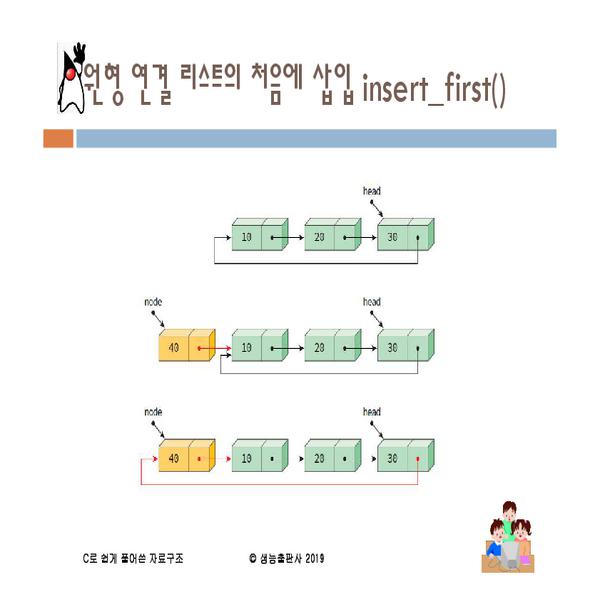 원형 연결 리스트의 처음에 삽입 insert_first()
head
10 20 30
node head
40 10 20 30
node head
40 10 20 30
C로 쉽게 풀어쓴 자료구조 © 생능출판사 2019